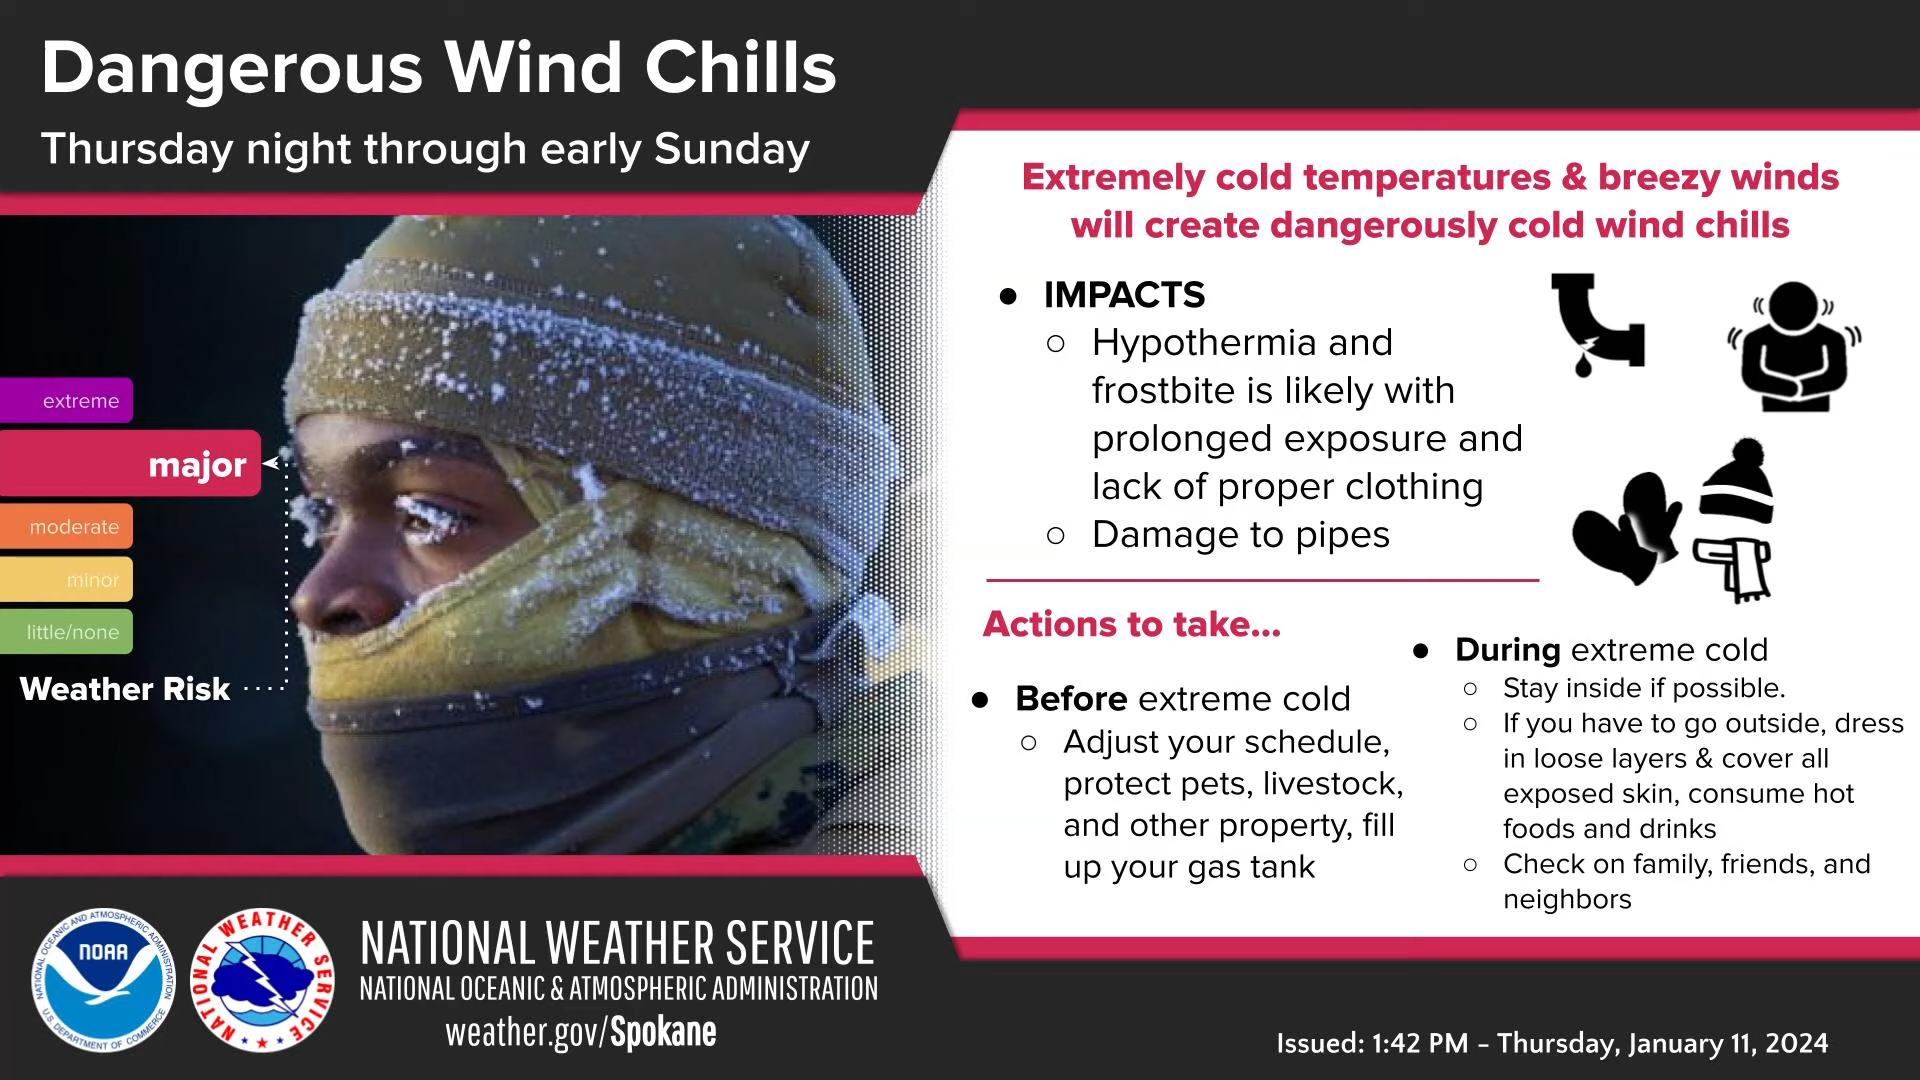 Dangerous Wind Chills
Thursday night through early Sunday
extreme
major
moderate
minor
little/none
Weather Risk
Extremely cold temperatures & breezy winds
will create dangerously cold wind chills
● IMPACTS
○ Hypothermia and
frostbite is likely with
prolonged exposure and
lack of proper clothing
○ Damage to pipes
Actions to take...
● Before extreme cold
○ Adjust your schedule,
protect pets, livestock,
and other property, fill
up your gas tank
● During extreme cold
○ Stay inside if possible.
○ If you have to go outside, dress
in loose layers & cover all
exposed skin, consume hot
foods and drinks
○ Check on family, friends, and
neighbors
NATIONAL OCEANIC AND ATMOSPHERIC ADMINISTRATION
NOAA
U.S. DEPARTMENT OF COMMERCE
NATIONAL WEATHER SERVICE
NATIONAL WEATHER SERVICE
NATIONAL OCEANIC & ATMOSPHERIC ADMINISTRATION
weather.gov/Spokane
Issued: 1:42 PM – Thursday, January 11, 2024